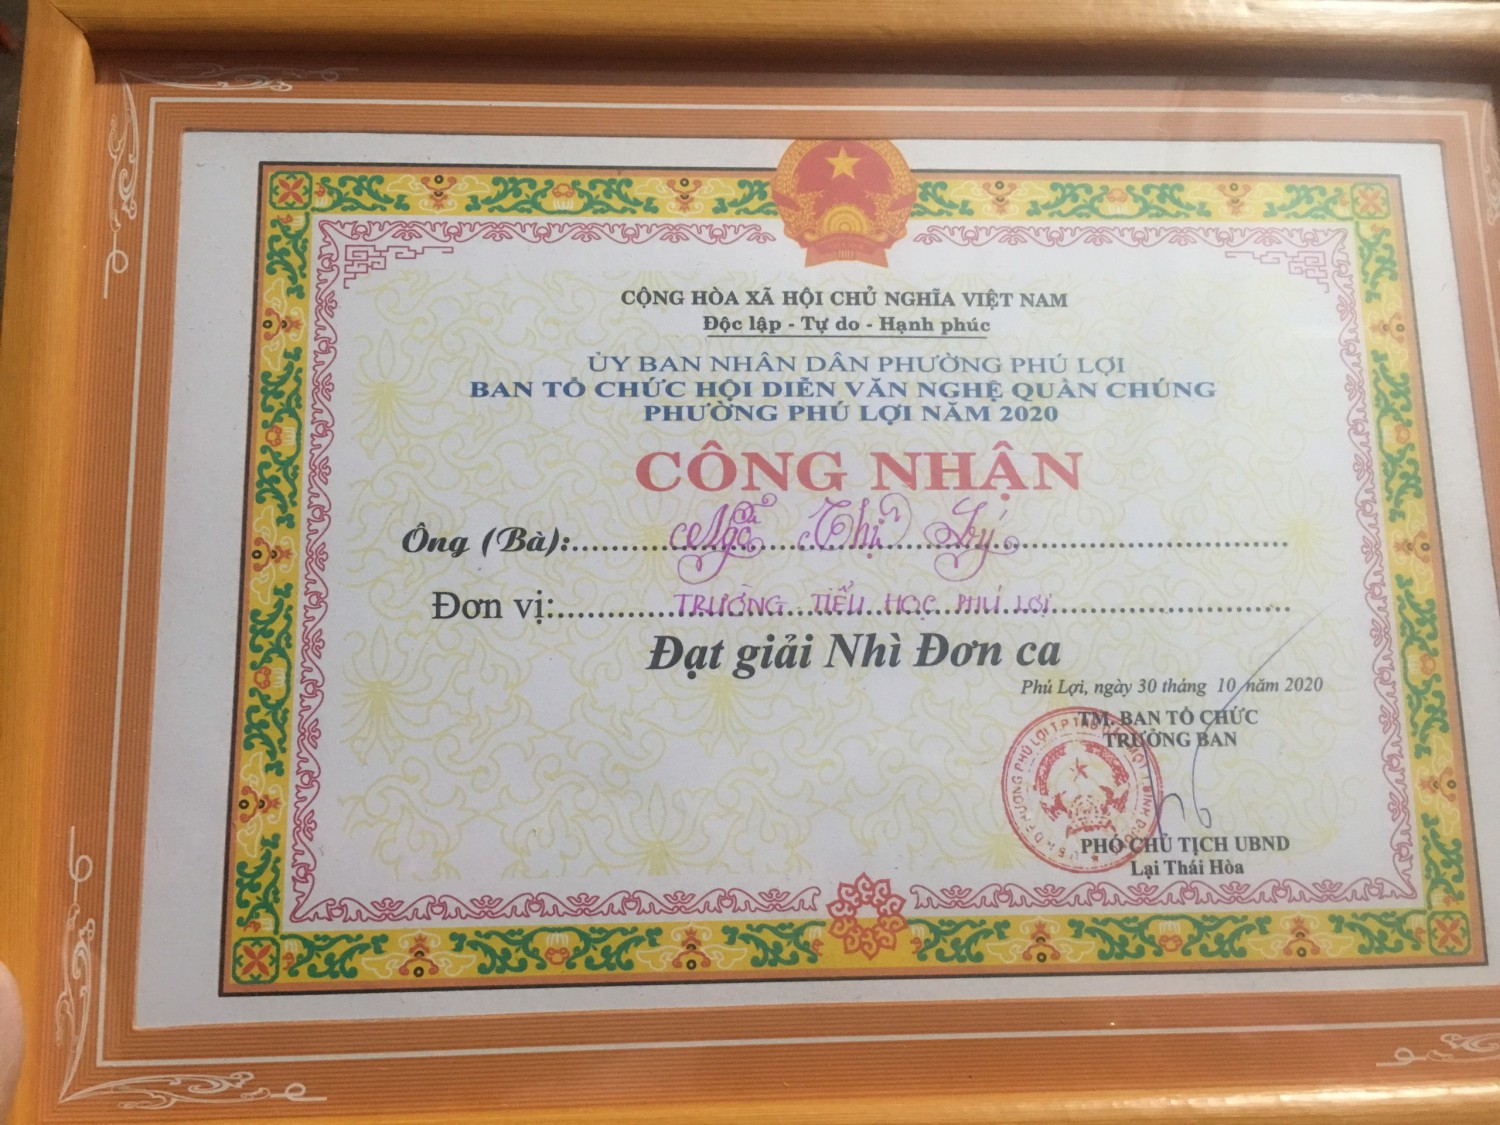 CỘNG HÒA XÃ HỘI CHỦ NGHĨA VIỆT NAM
Độc lập - Tự do - Hạnh phúc
ỦY BAN NHÂN DÂN PHƯỜNG PHÚ LỢI
BAN TỔ CHỨC HỘI DIỄN VĂN NGHỆ QUẦN CHÚNG
PHƯỜNG PHÚ LỢI NĂM 2020
CÔNG NHẬN
Ông (Bà): Thị Lý
Đơn vị: TRƯỜNG TIỂU HỌC PHÚ LỢI
Đạt giải Nhì Đơn ca
Phú Lợi, ngày 30 tháng 10 năm 2020
TM. BAN TỔ CHỨC
TRƯỞNG BAN
PHÓ CHỦ TỊCH UBND
Lại Thái Hòa